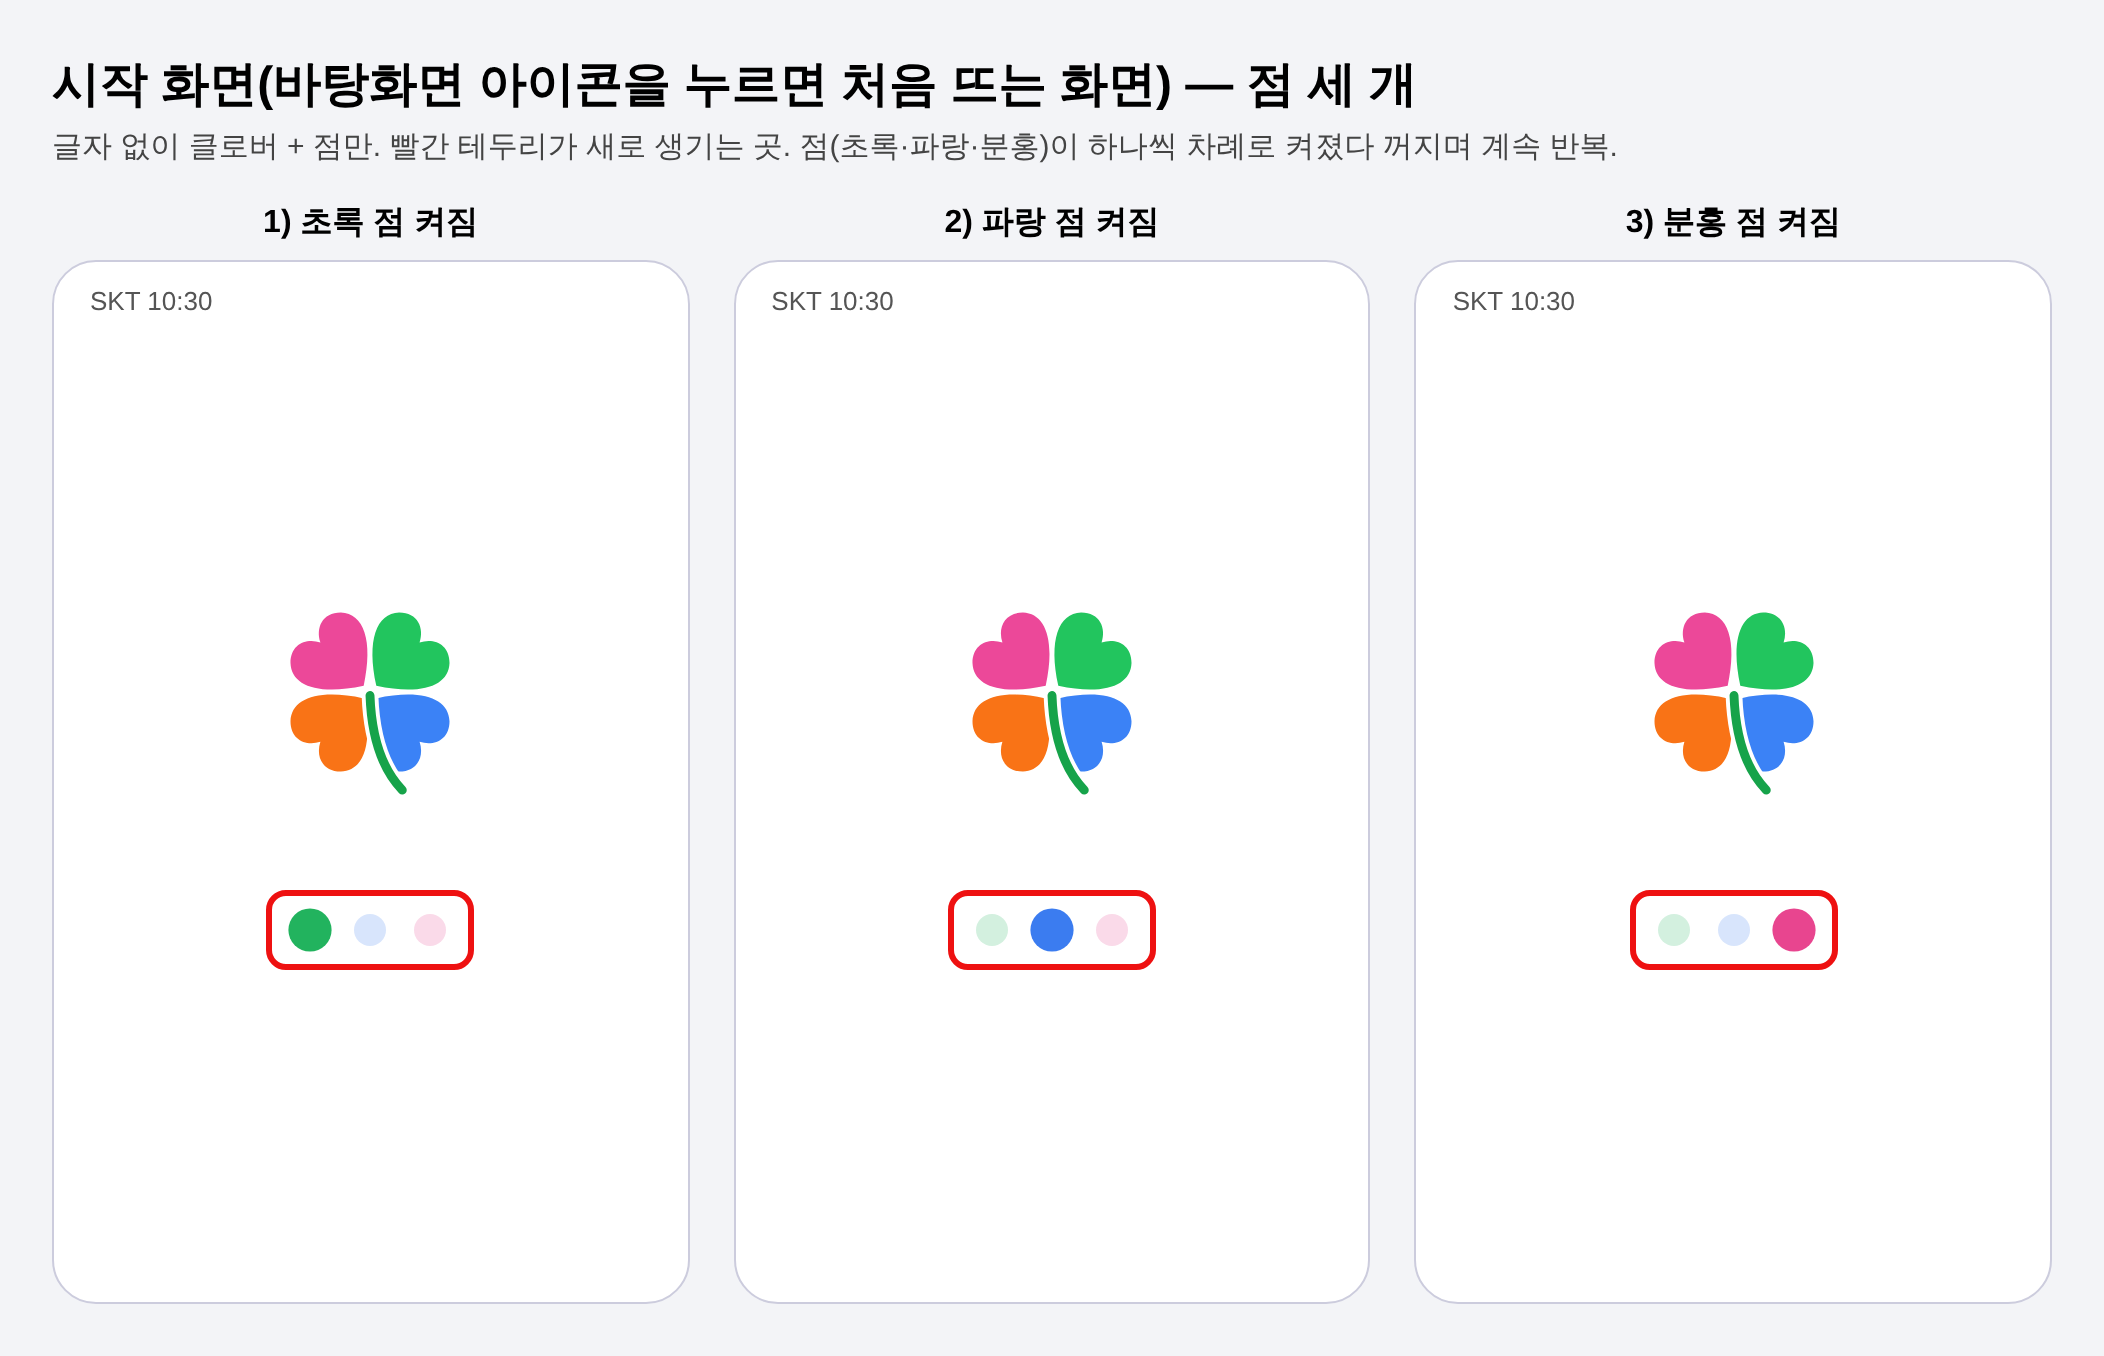 시작 화면(바탕화면 아이콘을 누르면 처음 뜨는 화면) — 점 세 개
글자 없이 클로버 + 점만. 빨간 테두리가 새로 생기는 곳. 점(초록·파랑·분홍)이 하나씩 차례로 켜졌다 꺼지며 계속 반복.
1) 초록 점 켜짐
2) 파랑 점 켜짐
3) 분홍 점 켜짐
SKT 10:30
SKT 10:30
SKT 10:30